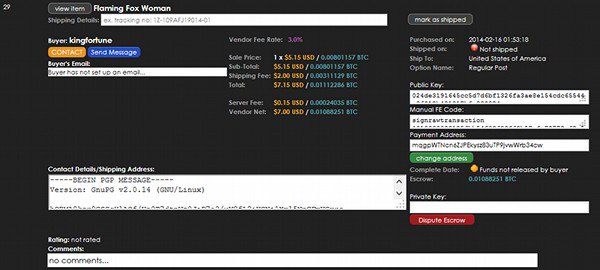 29
view item Flaming Fox Woman
Shipping Details: ex. tracking no: 1Z-109AFJ19014-01
mark as shipped
Buyer: kingfortune
CONTACT Send Message
Buyer's Email:
Buyer has not set up an email...
Vendor Fee Rate: 3.0%
Sale Price: 1 x $5.15 USD / 0.00801157 BTC
Sub-Total: $5.15 USD / 0.00801157 BTC
Shipping Fee: $2.00 USD / 0.00311129 BTC
Total: $7.15 USD / 0.01112286 BTC
Server Fee: $0.15 USD / 0.00024035 BTC
Vendor Net: $7.00 USD / 0.01088251 BTC
Purchased on: 2014-02-16 01:53:18
Shipped on: Not shipped
Ship To: United States of America
Option Name: Regular Post
Public Key:
Manual FE Code:
signrawtransaction
Payment Address:
change address
Complete Date: Funds not released by buyer
Escrow: 0.01088251 BTC
Private Key:
Dispute Escrow
Contact Details/Shipping Address:
-----BEGIN PGP MESSAGE-----
Version: GnuPG v2.0.14 (GNU/Linux)
Rating: not rated
Comments:
no comments...